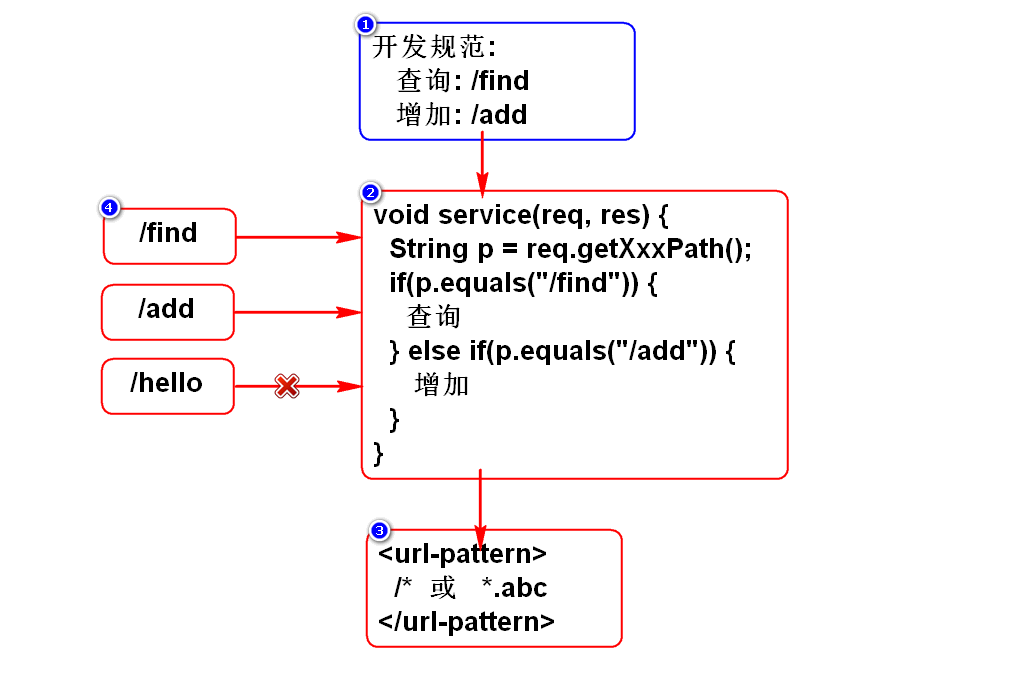 1
开发规范:
查询: /find
增加: /add
2
void service(req, res) {
String p = req.getXxxPath();
if(p.equals("/find")) {
查询
} else if(p.equals("/add")) {
增加
}
}
4
/find
/add
/hello
3
<url-pattern>
/* 或 *.abc
</url-pattern>